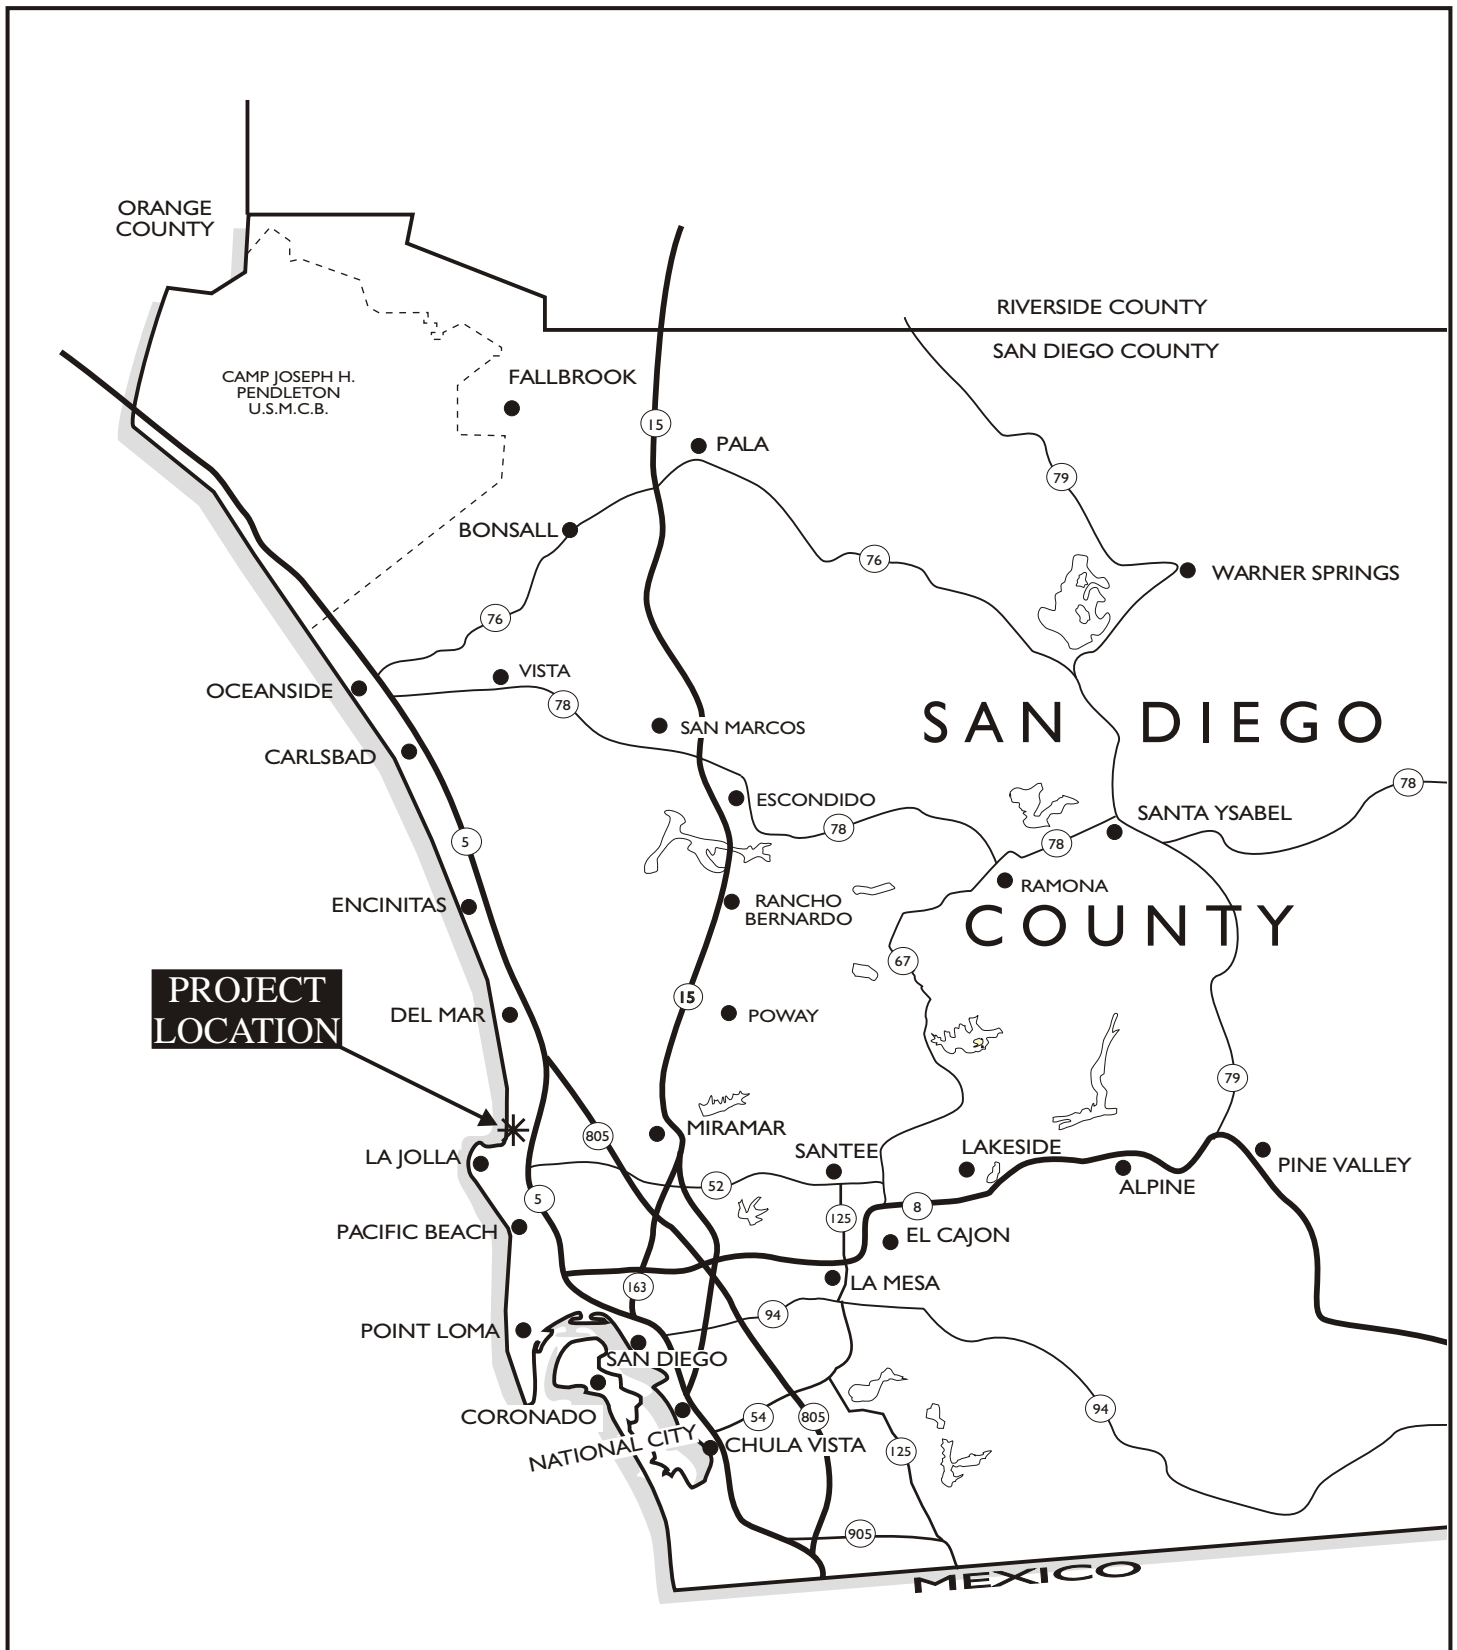 ORANGE
COUNTY
RIVERSIDE COUNTY
SAN DIEGO COUNTY
CAMP JOSEPH H.
PENDLETON
U.S.M.C.B.
FALLBROOK
15
PALA
79
BONSALL
76
WARNER SPRINGS
76
VISTA
OCEANSIDE
78
SAN MARCOS
SAN DIEGO
CARLSBAD
78
ESCONDIDO
SANTA YSABEL
78
5
78
RAMONA
ENCINITAS
RANCHO
BERNARDO
COUNTY
67
PROJECT
LOCATION
15
DEL MAR
POWAY
79
805
MIRAMAR
SANTEE
LAKESIDE
LA JOLLA
PINE VALLEY
52
ALPINE
5
125
8
PACIFIC BEACH
EL CAJON
163
LA MESA
94
POINT LOMA
SAN DIEGO
CORONADO
54
805
94
NATIONAL CITY
CHULA VISTA
125
905
MEXICO